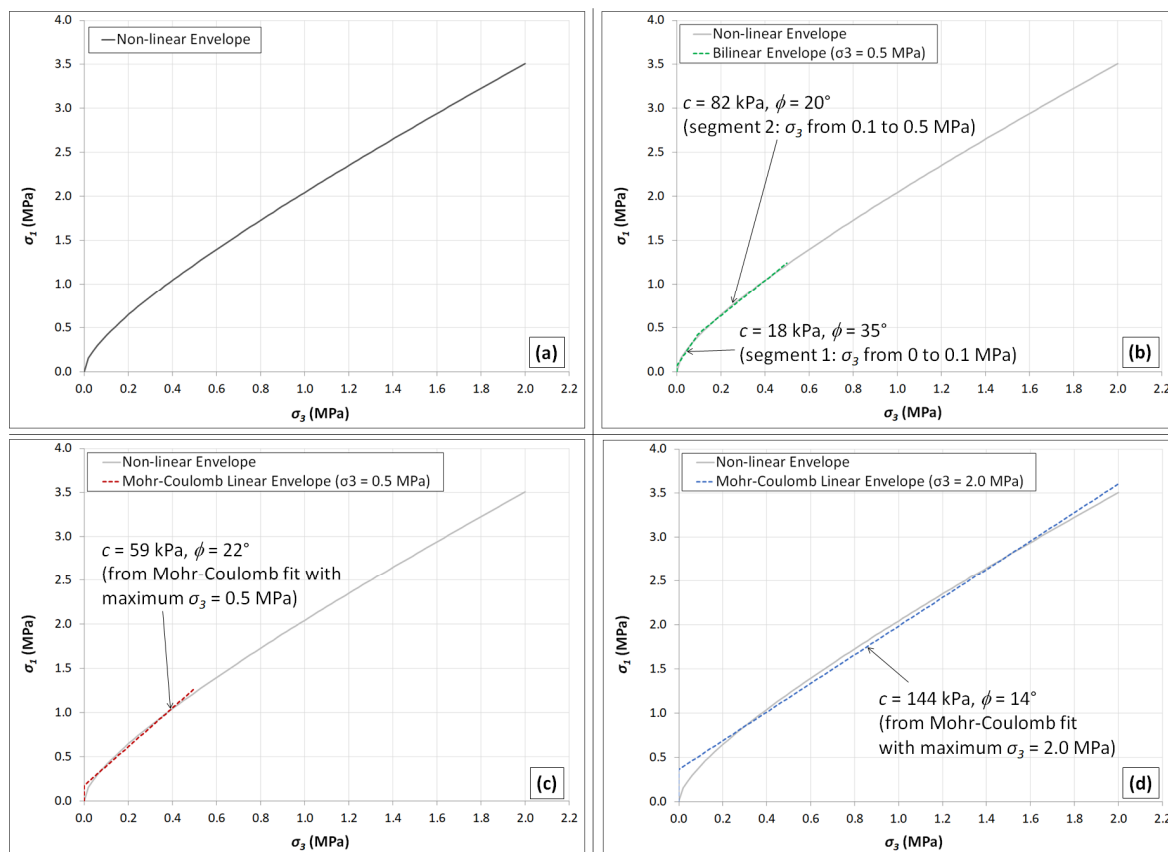 4.0
3.5
3.0
2.5
2.0
1.5
1.0
0.5
0.0
σ1 (MPa)
Non-linear Envelope
(a)
0.0 0.2 0.4 0.6 0.8 1.0 1.2 1.4 1.6 1.8 2.0 2.2
σ3 (MPa)
4.0
3.5
3.0
2.5
2.0
1.5
1.0
0.5
0.0
σ1 (MPa)
Non-linear Envelope
Bilinear Envelope (σ3 = 0.5 MPa)
c = 82 kPa, ϕ = 20°
(segment 2: σ3 from 0.1 to 0.5 MPa)
c = 18 kPa, ϕ = 35°
(segment 1: σ3 from 0 to 0.1 MPa)
(b)
0.0 0.2 0.4 0.6 0.8 1.0 1.2 1.4 1.6 1.8 2.0 2.2
σ3 (MPa)
4.0
3.5
3.0
2.5
2.0
1.5
1.0
0.5
0.0
σ1 (MPa)
Non-linear Envelope
Mohr-Coulomb Linear Envelope (σ3 = 0.5 MPa)
c = 59 kPa, ϕ = 22°
(from Mohr-Coulomb fit with
maximum σ3 = 0.5 MPa)
(c)
0.0 0.2 0.4 0.6 0.8 1.0 1.2 1.4 1.6 1.8 2.0 2.2
σ3 (MPa)
4.0
3.5
3.0
2.5
2.0
1.5
1.0
0.5
0.0
σ1 (MPa)
Non-linear Envelope
Mohr-Coulomb Linear Envelope (σ3 = 2.0 MPa)
c = 144 kPa, ϕ = 14°
(from Mohr-Coulomb fit
with maximum σ3 = 2.0 MPa)
(d)
0.0 0.2 0.4 0.6 0.8 1.0 1.2 1.4 1.6 1.8 2.0 2.2
σ3 (MPa)